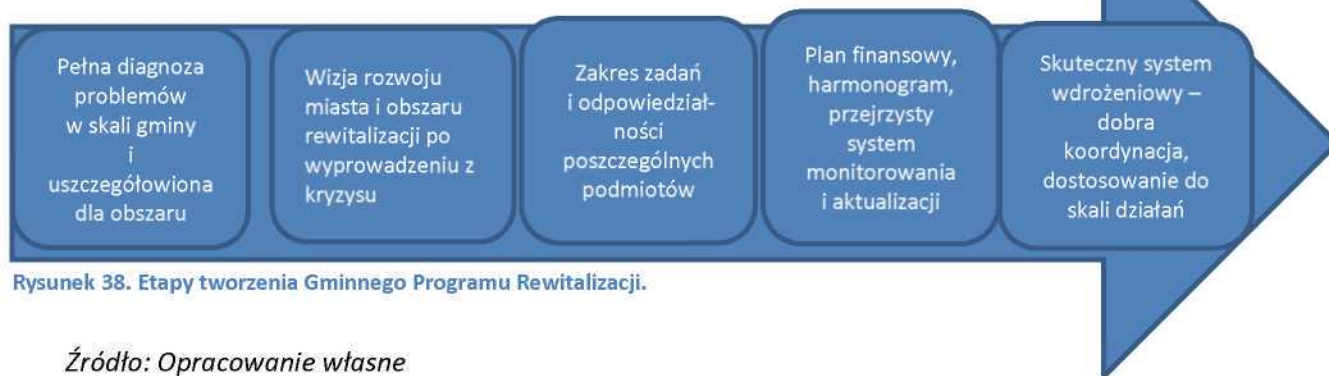 Pełna diagnoza
problemów
w skali gminy
i
uszczegółowiona
dla obszaru
Wizja rozwoju
miasta i obszaru
rewitalizacji po
wyprowadzeniu z
kryzysu
Zakres zadań
i odpowiedzial-
ności
poszczególnych
podmiotów
Plan finansowy,
harmonogram,
przejrzysty
system
monitorowania
i aktualizacji
Skuteczny system
wdrożeniowy –
dobra
koordynacja,
dostosowanie do
skali działań
Rysunek 38. Etapy tworzenia Gminnego Programu Rewitalizacji.
Źródło: Opracowanie własne